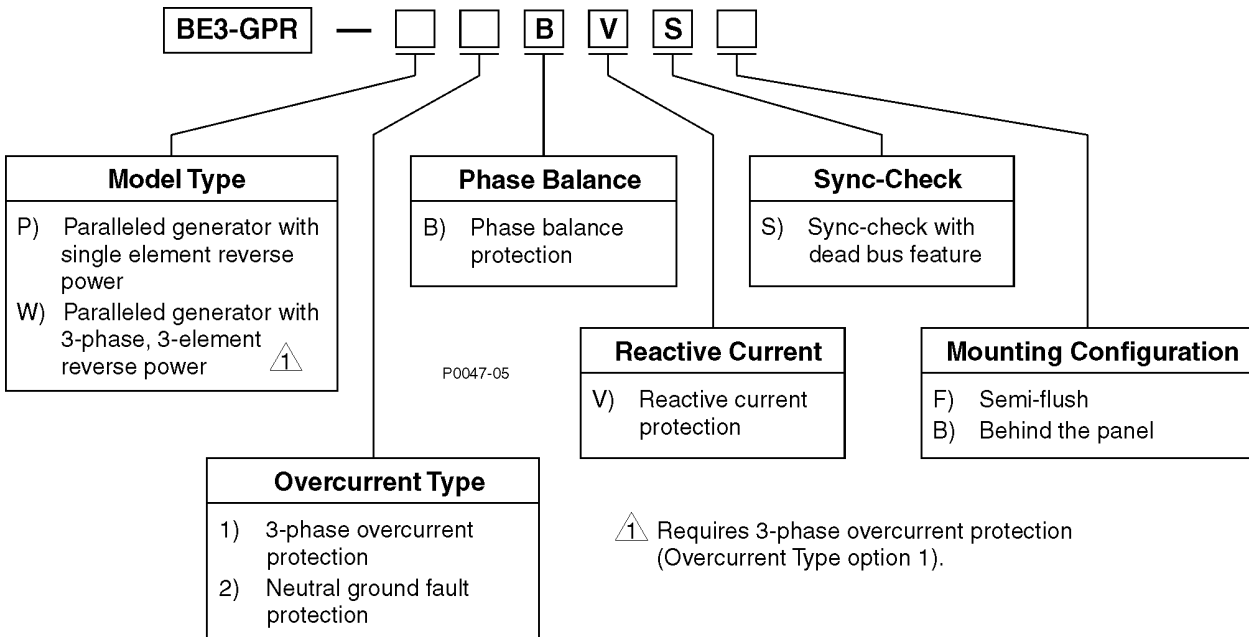 BE3-GPR — B V S
Model Type
P) Paralleled generator with
single element reverse
power
W) Paralleled generator with
3-phase, 3-element
reverse power 1
Phase Balance
B) Phase balance
protection
Sync-Check
S) Sync-check with
dead bus feature
P0047-05
Reactive Current
V) Reactive current
protection
Mounting Configuration
F) Semi-flush
B) Behind the panel
Overcurrent Type
1) 3-phase overcurrent
protection
2) Neutral ground fault
protection
1 Requires 3-phase overcurrent protection
(Overcurrent Type option 1).